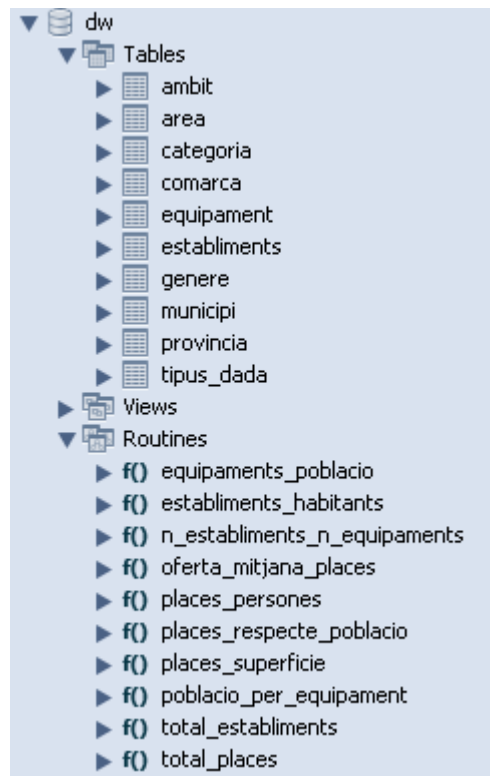 dw
Tables
ambit
area
categoria
comarca
equipament
establiments
genere
municipi
provincia
tipus_dada
Views
Routines
f() equipaments_poblacio
f() establiments_habitants
f() n_establiments_n_equipaments
f() oferta_mitjana_places
f() places_persones
f() places_respecte_poblacio
f() places_superficie
f() poblacio_per_equipament
f() total_establiments
f() total_places